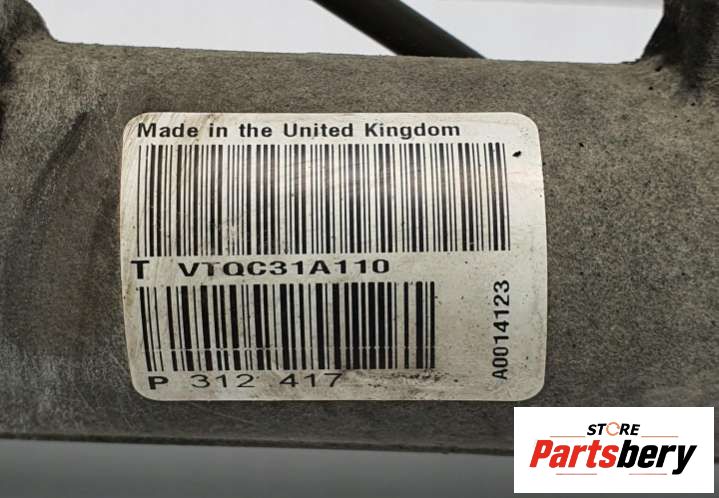 Made in the United Kingdom
T VTQC31A110
P 312 417
A0014123
STORE
Partsbery